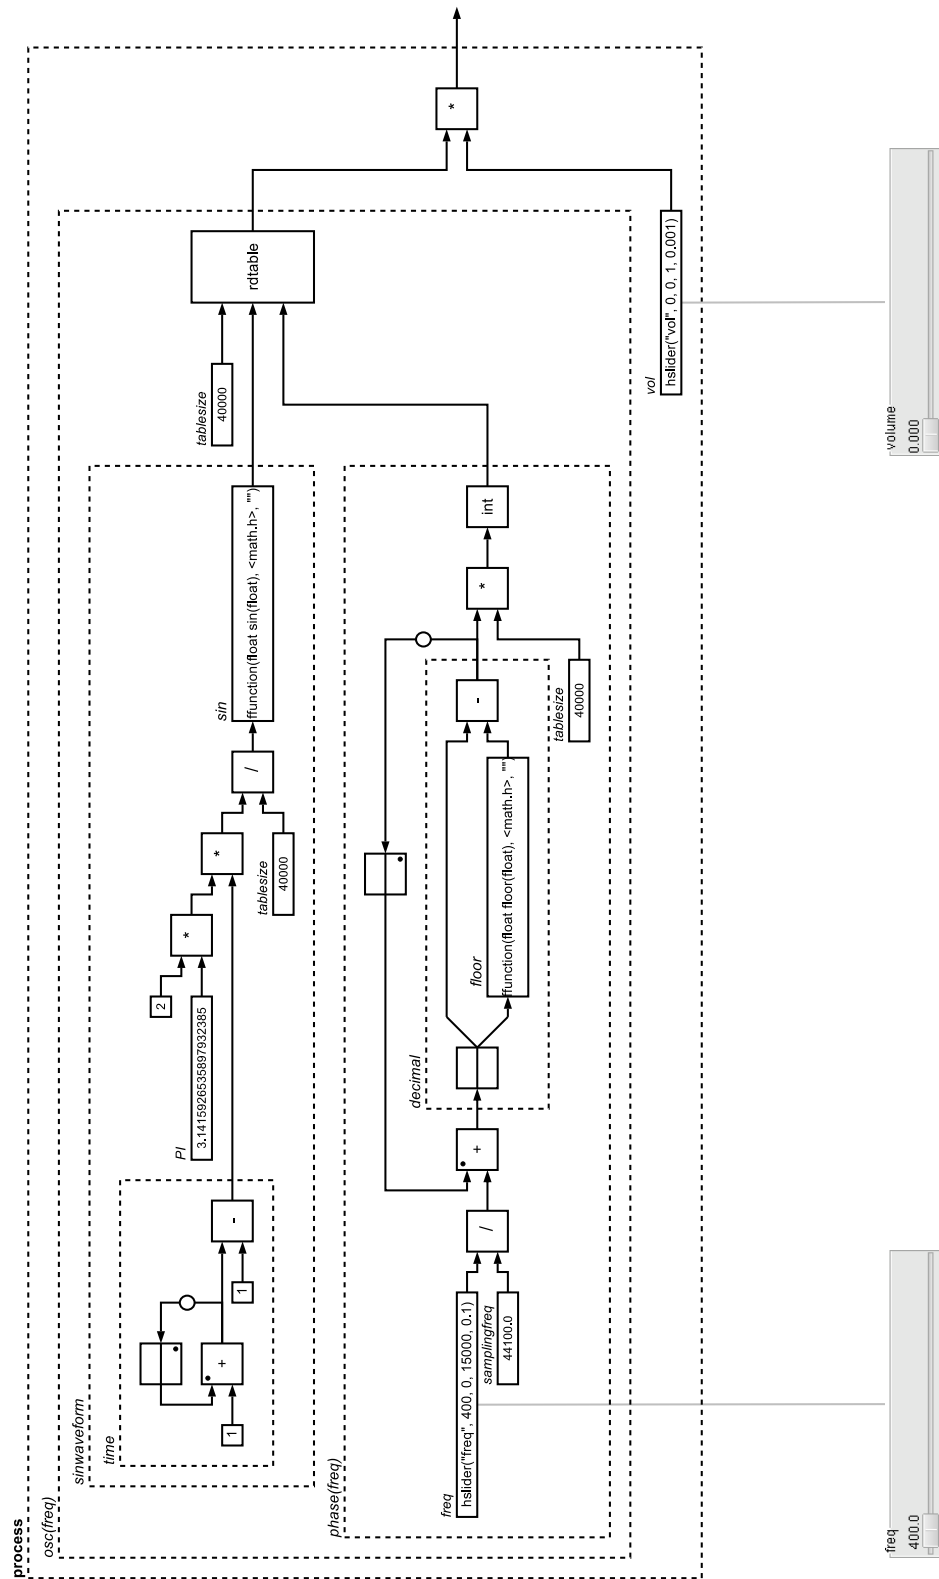 process
osc(freq)
sinwaveform
time
1
+
1
-
PI
3.1415926535897932385
2
*
*
tablesize
40000
/
sin
ffunction(float sin(float), <math.h>, "")
phase(freq)
freq
hslider("freq", 400, 0, 15000, 0.1)
samplingfreq
44100.0
/
+
decimal
floor
ffunction(float floor(float), <math.h>, "")
-
tablesize
40000
*
int
tablesize
40000
rdtable
vol
hslider("vol", 0, 0, 1, 0.001)
*
freq
400.0
volume
0.000